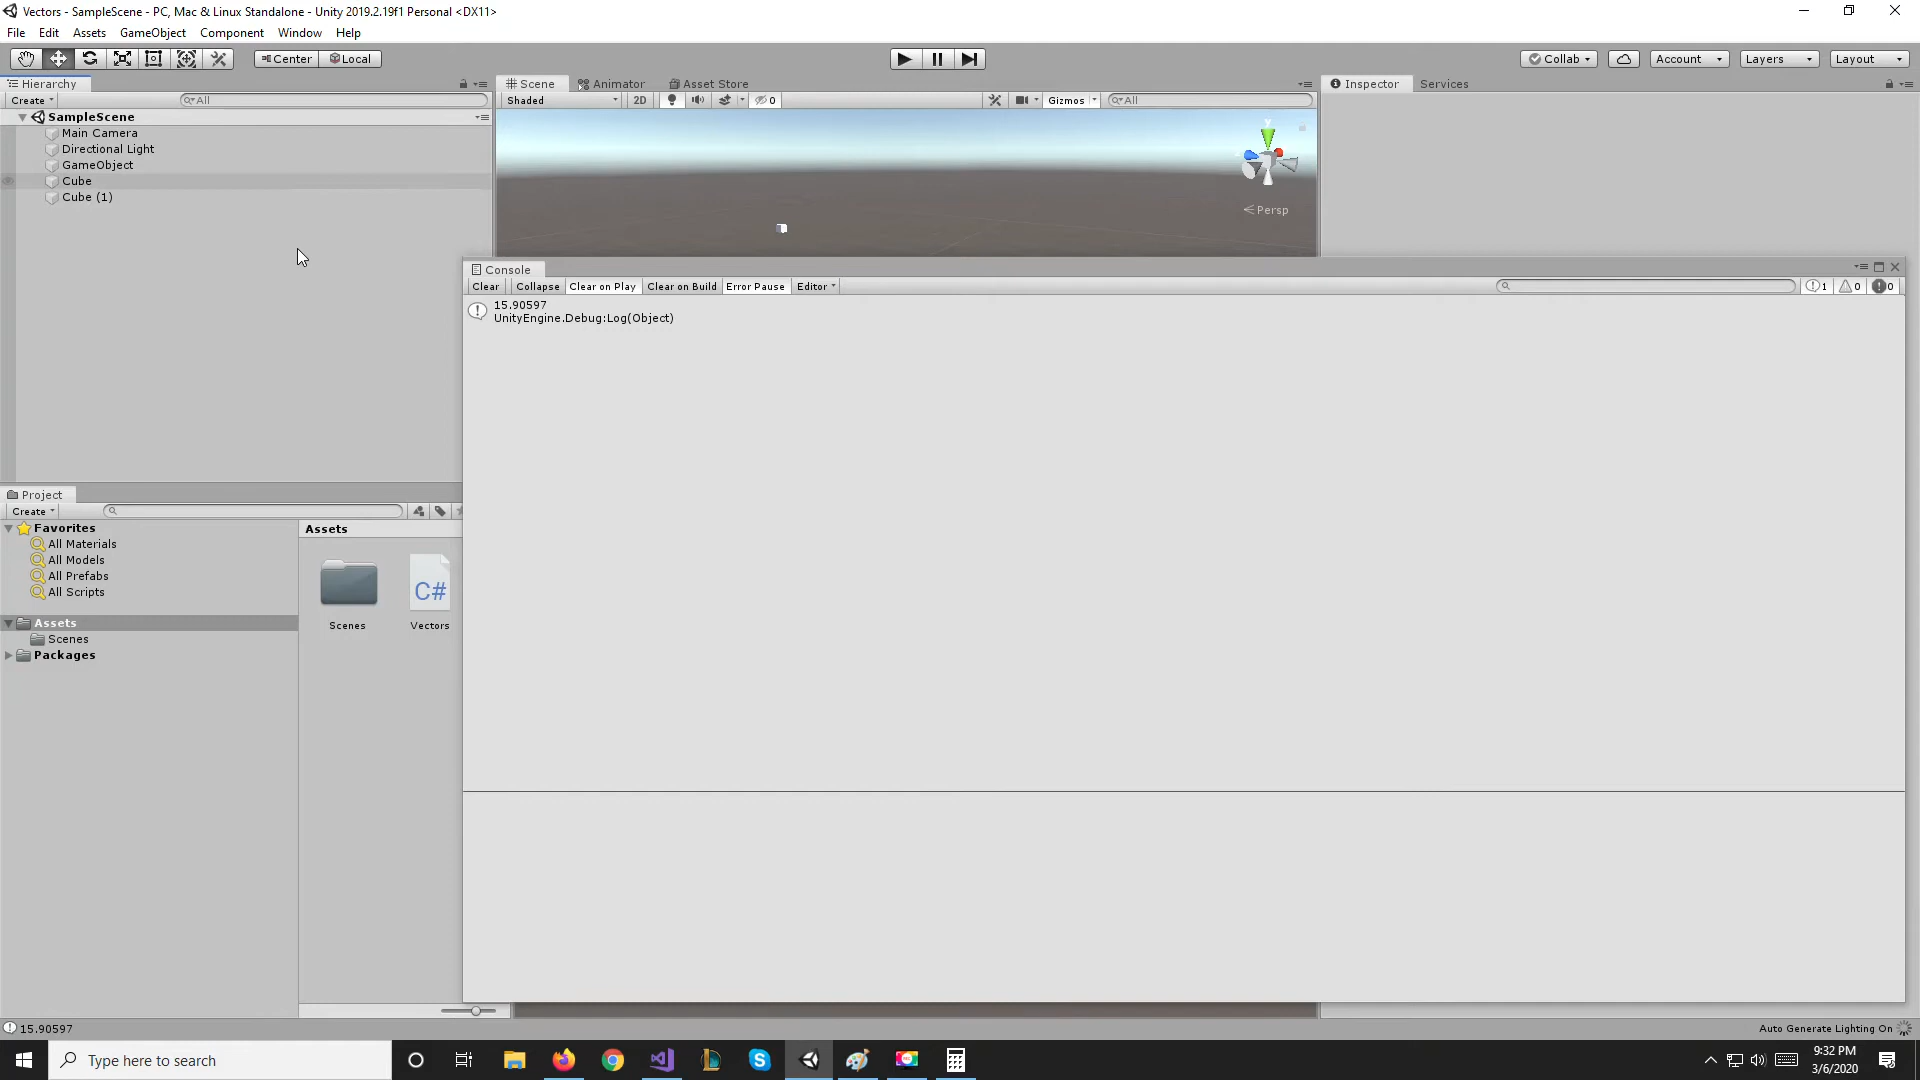 Vectors - SampleScene - PC, Mac & Linux Standalone - Unity 2019.2.19f1 Personal <DX11>
File Edit Assets GameObject Component Window Help
Center Local Collab Account Layers Layout
Hierarchy Scene Animator Asset Store Inspector Services
Create All Shaded 2D 0 Gizmos All
SampleScene
Main Camera
Directional Light
GameObject
Cube
Cube (1)
y
Persp
Console
Clear Collapse Clear on Play Clear on Build Error Pause Editor 1 0 0
15.90597
UnityEngine.Debug:Log(Object)
Project
Create
Favorites Assets
All Materials
All Models
All Prefabs
All Scripts
C#
Assets Scenes Vectors
Scenes
Packages
15.90597 Auto Generate Lighting On
Type here to search
9:32 PM
3/6/2020